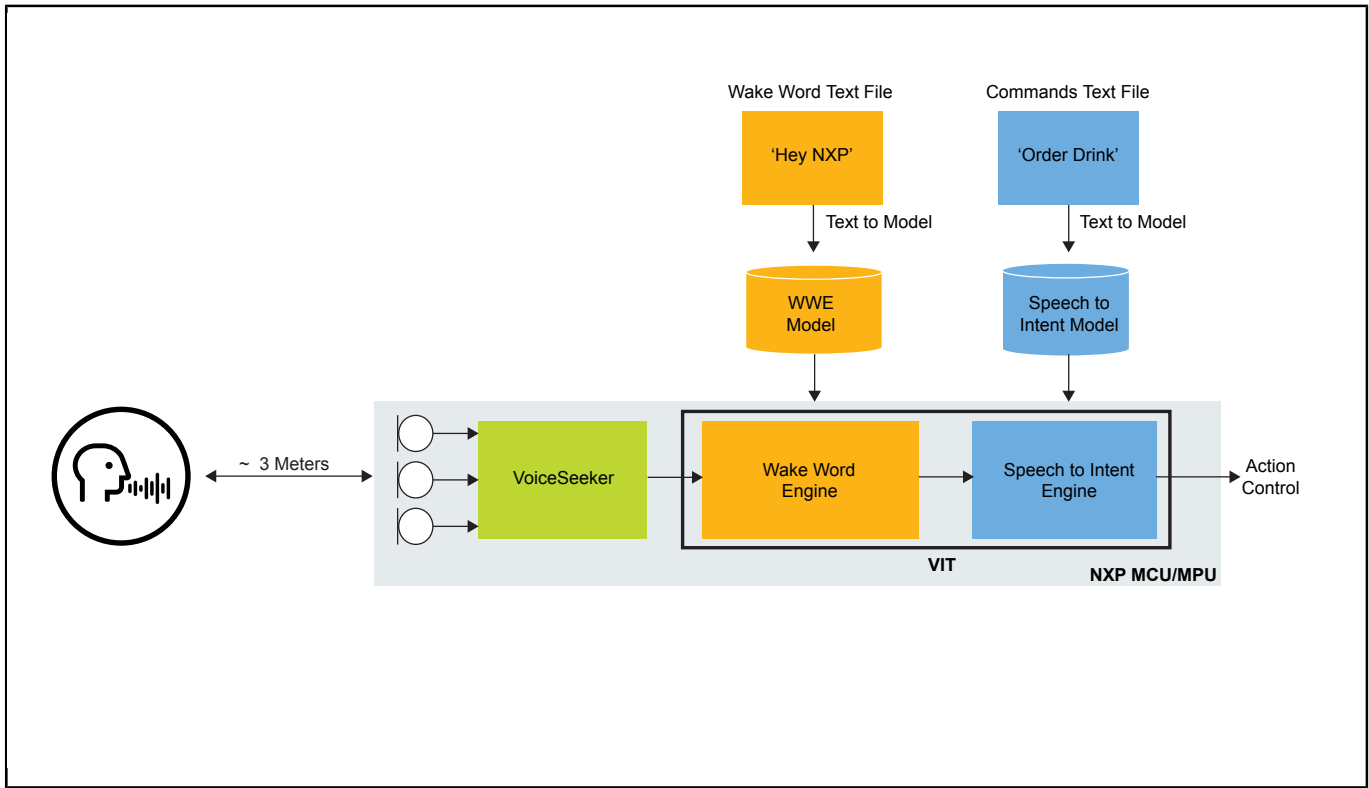 Wake Word Text File
Commands Text File
‘Hey NXP’
‘Order Drink’
Text to Model
Text to Model
WWE
Model
Speech to
Intent Model
~ 3 Meters
VoiceSeeker
Wake Word
Engine
Speech to Intent
Engine
Action
Control
VIT
NXP MCU/MPU